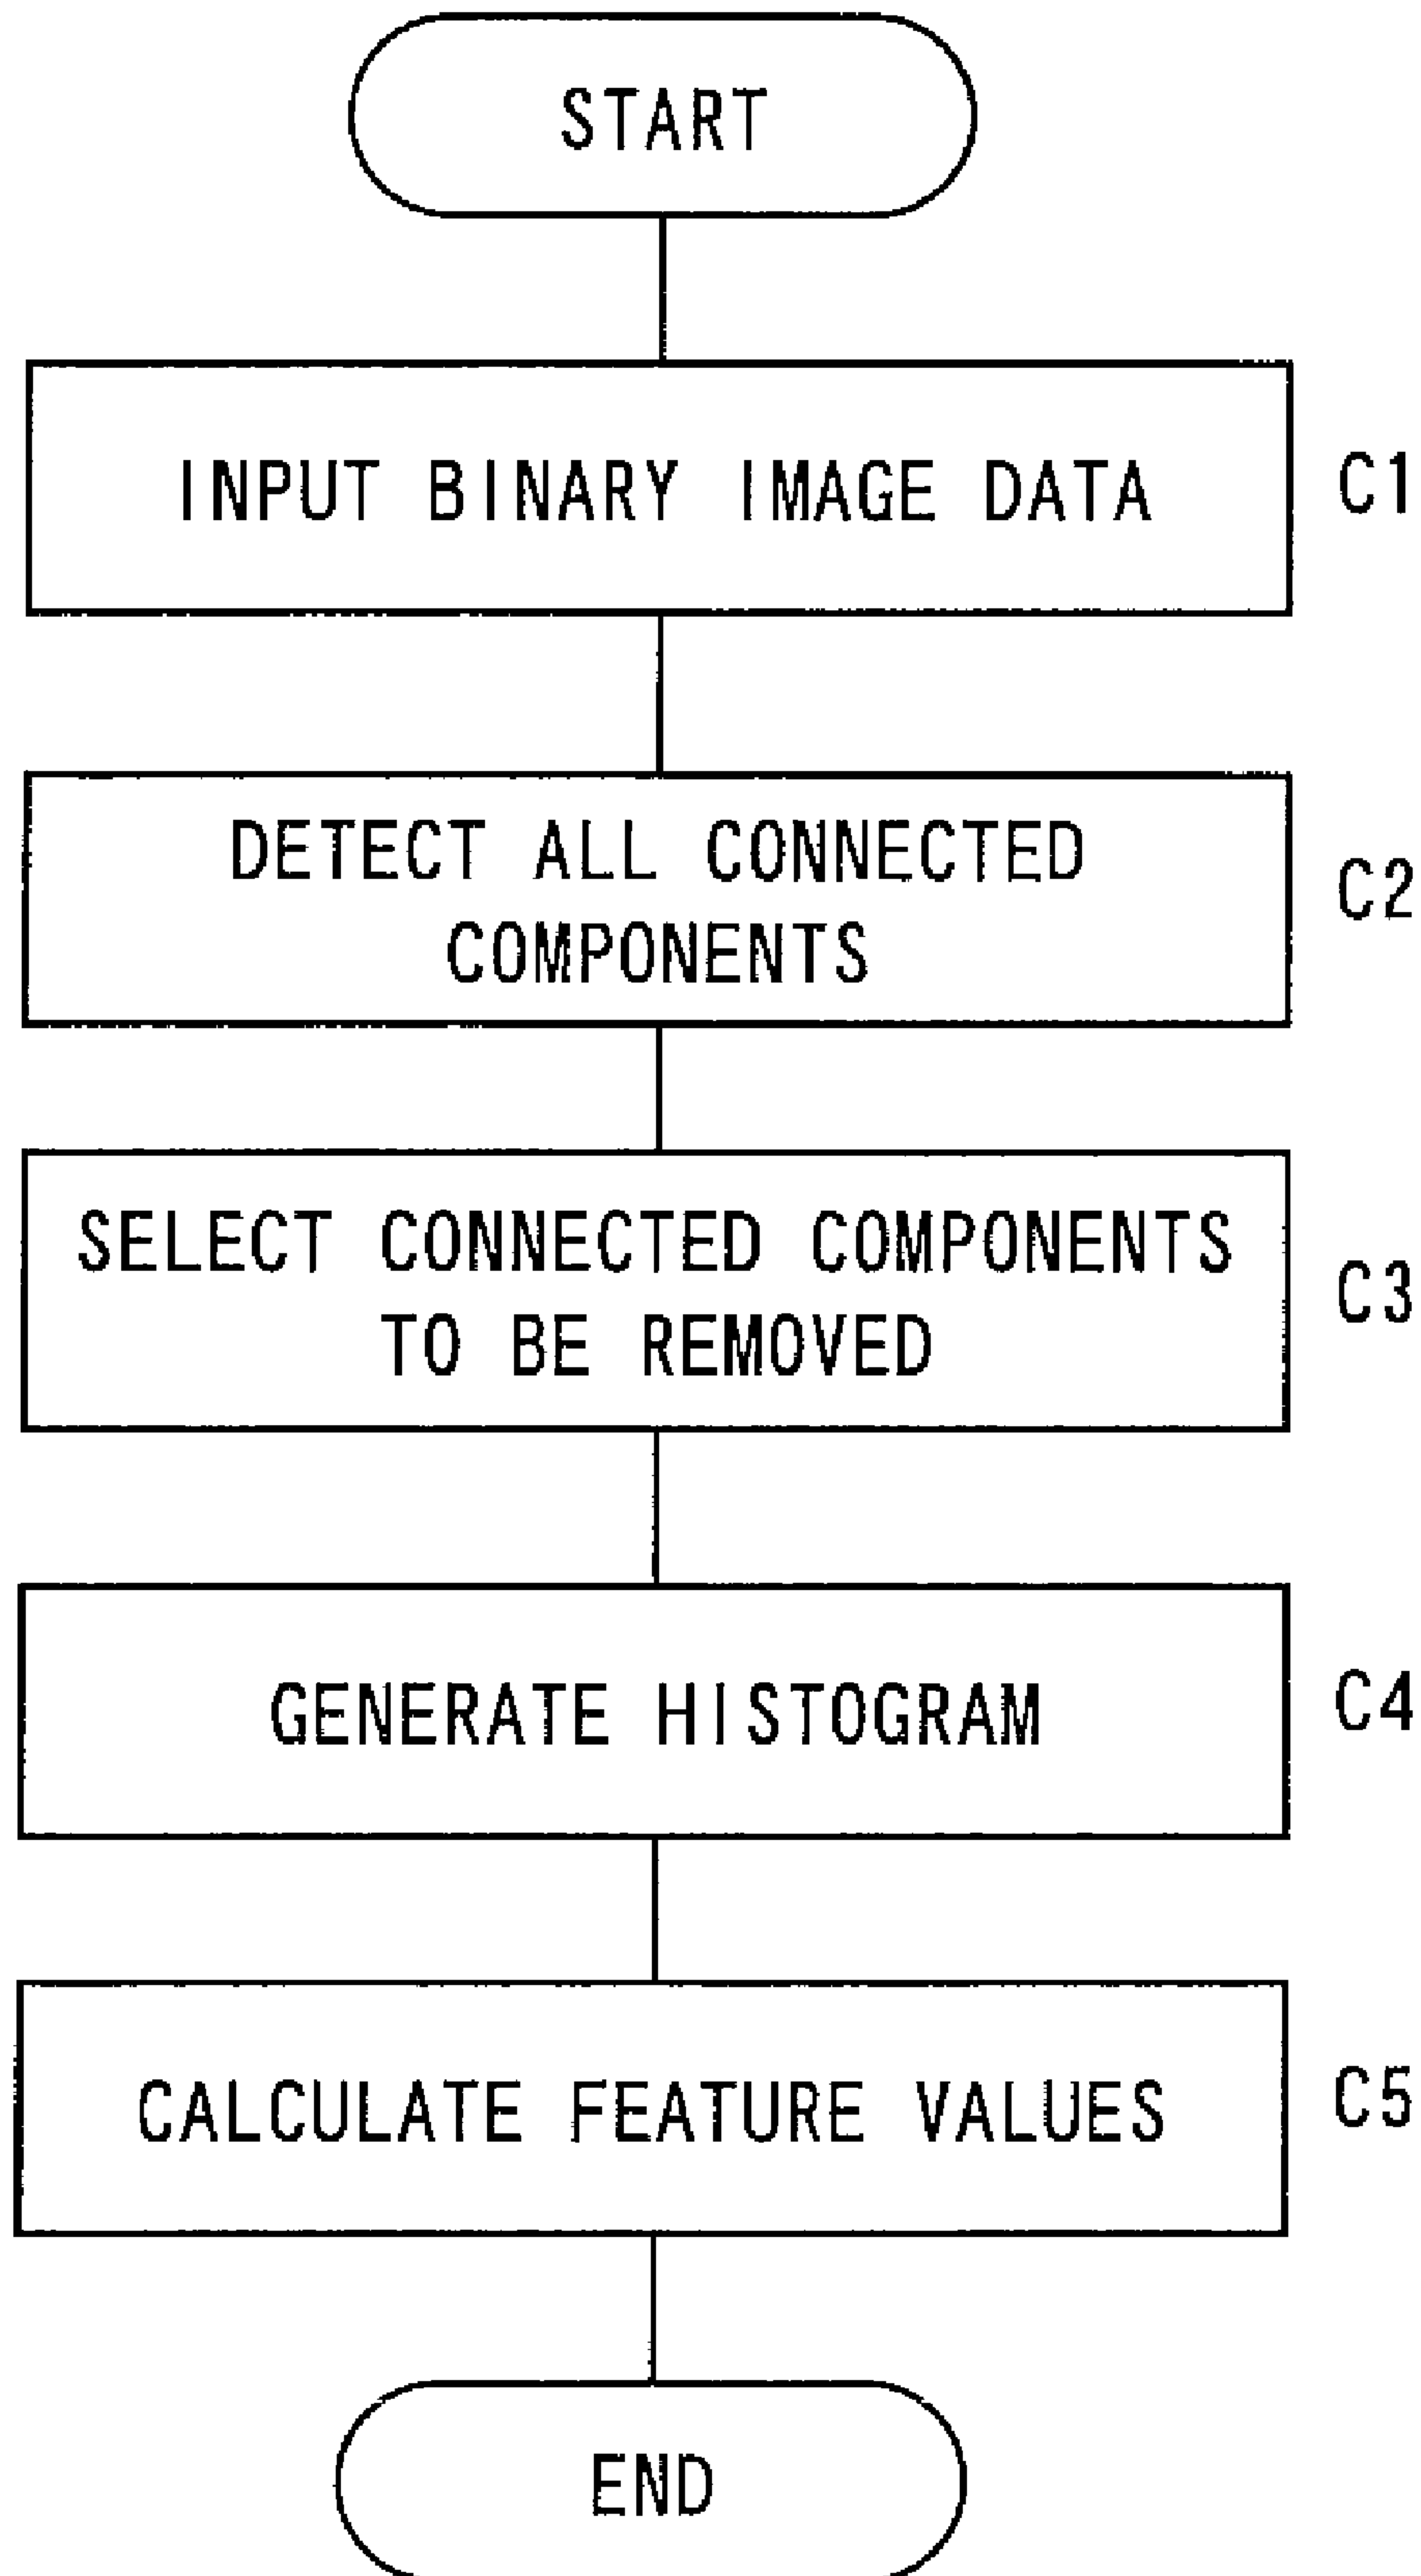 START
INPUT BINARY IMAGE DATA
C1
DETECT ALL CONNECTED
COMPONENTS
C2
SELECT CONNECTED COMPONENTS
TO BE REMOVED
C3
GENERATE HISTOGRAM
C4
CALCULATE FEATURE VALUES
C5
END